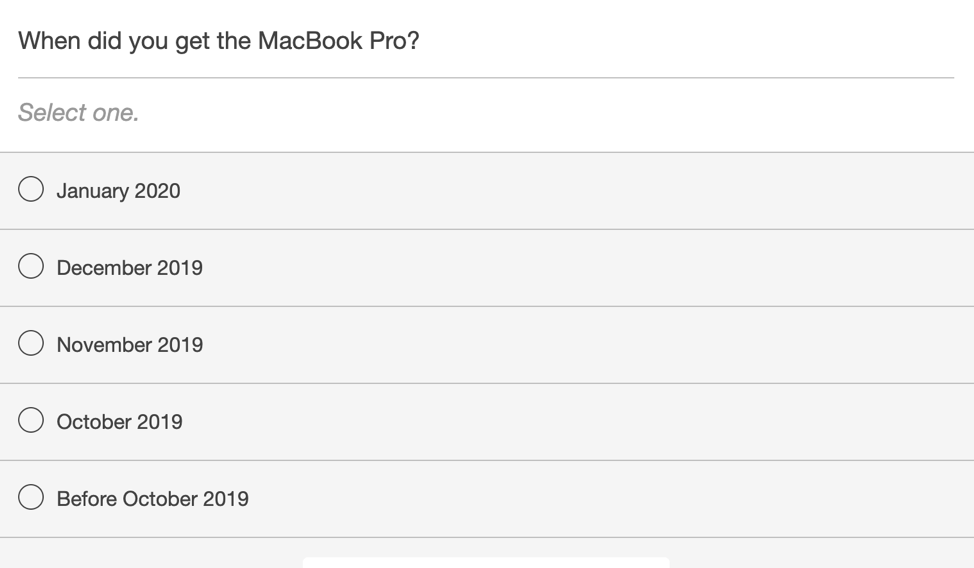 When did you get the MacBook Pro?
Select one.
January 2020
December 2019
November 2019
October 2019
Before October 2019